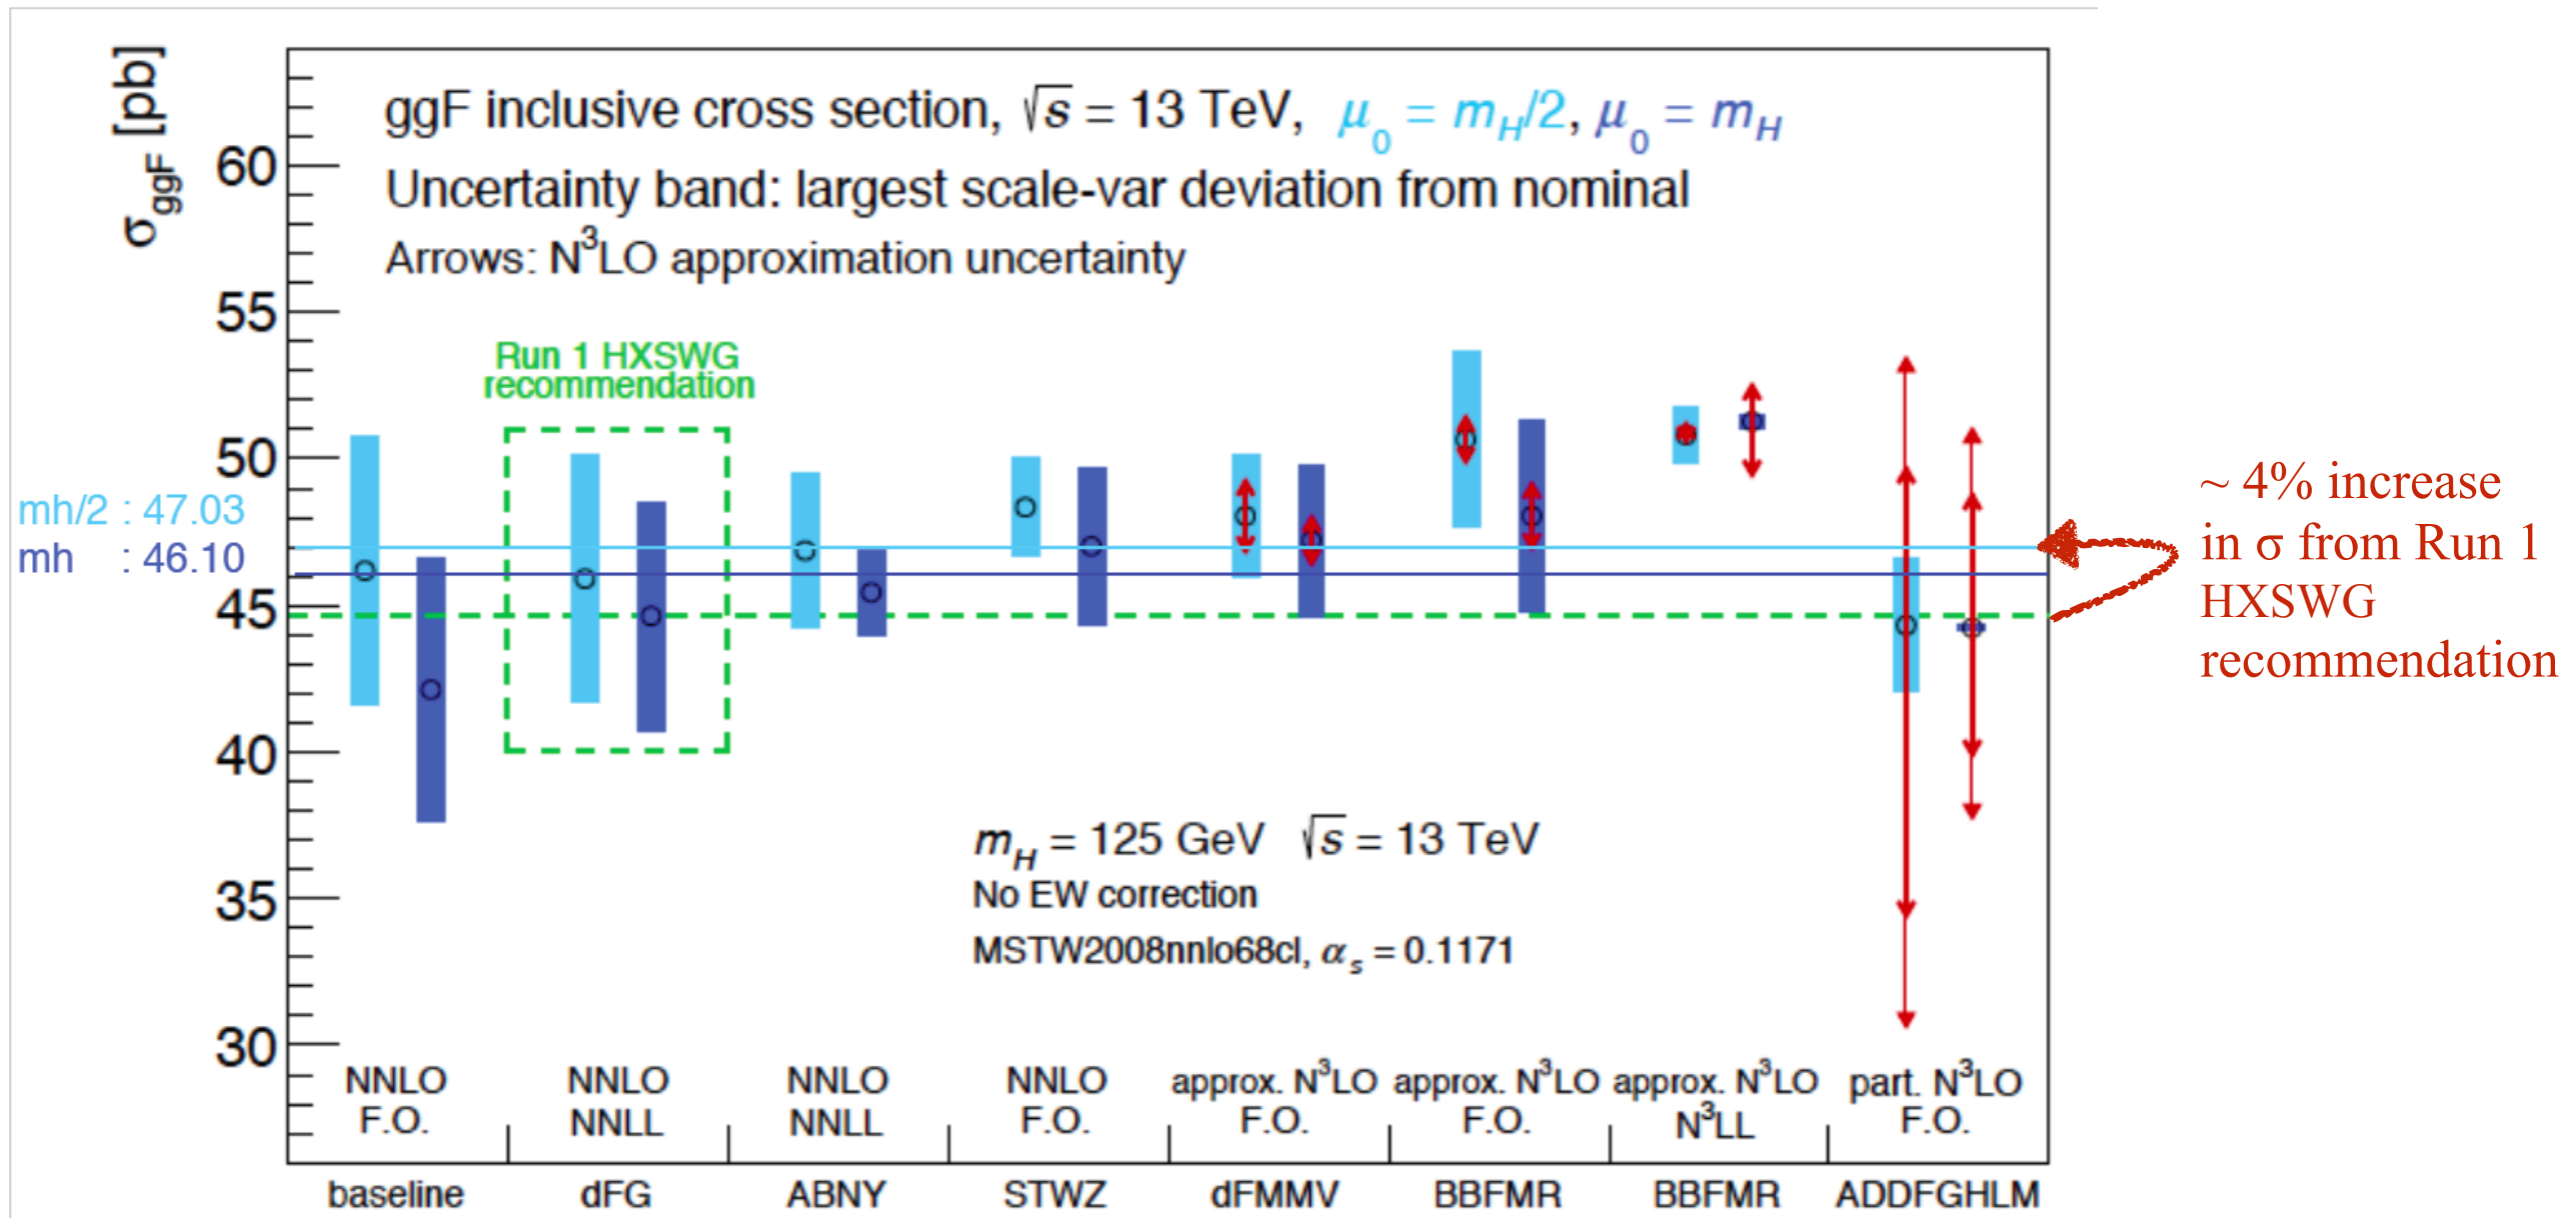 σggF [pb]
ggF inclusive cross section, √s = 13 TeV, μ0 = mH/2, μ0 = mH
Uncertainty band: largest scale-var deviation from nominal
Arrows: N³LO approximation uncertainty
60
55
50
45
40
35
30
Run 1 HXSWG
recommendation
mh/2 : 47.03
mh : 46.10
~ 4% increase
in σ from Run 1
HXSWG
recommendation
mH = 125 GeV √s = 13 TeV
No EW correction
MSTW2008nnlo68cl, αs = 0.1171
NNLO
F.O.
NNLO
NNLL
NNLO
NNLL
NNLO
F.O.
approx. N³LO
F.O.
approx. N³LO
F.O.
approx. N³LO
N³LL
part. N³LO
F.O.
baseline
dFG
ABNY
STWZ
dFMMV
BBFMR
BBFMR
ADDFGHLM